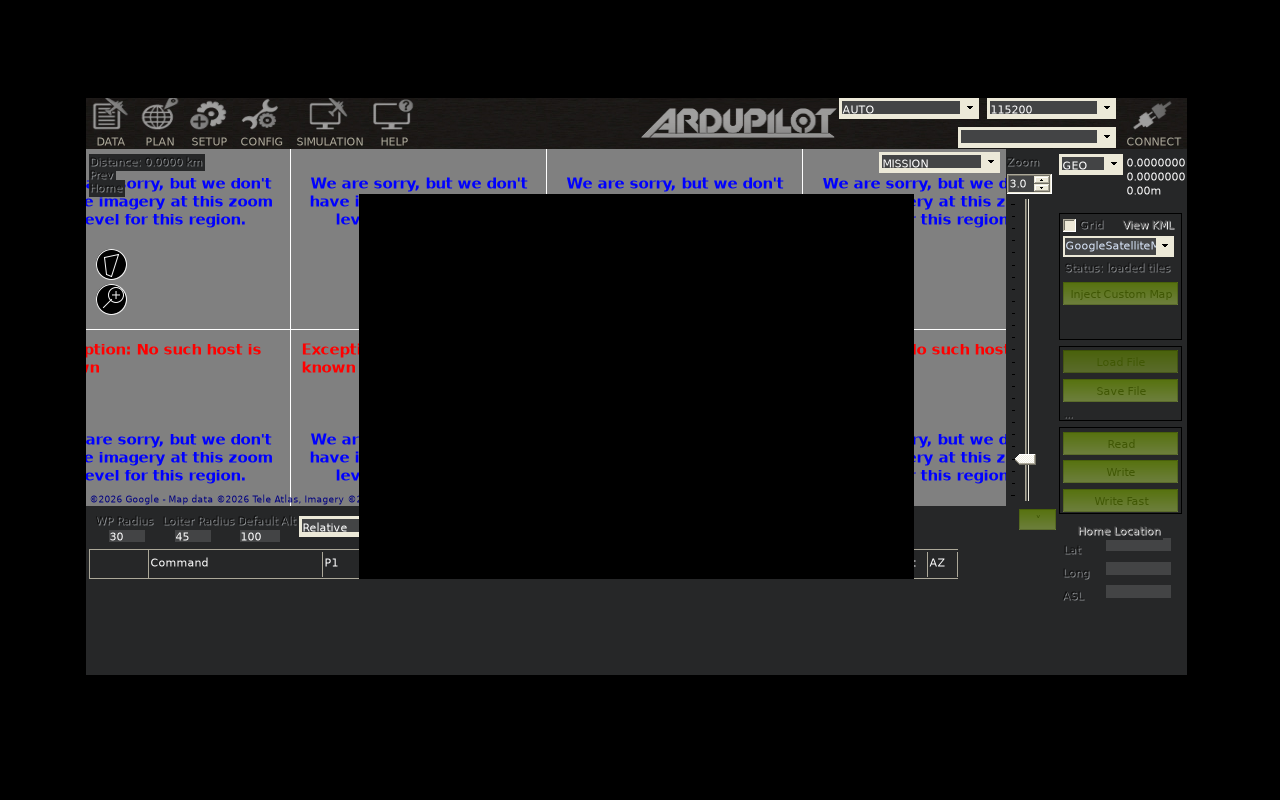 DATA PLAN SETUP CONFIG SIMULATION HELP
ARDUPILOT
AUTO
115200
CONNECT
Distance: 0.0000 km
Prev
Home
MISSION
Zoom
3.0
GEO
0.0000000
0.0000000
0.00m
orry, but we don't
e imagery at this zoom
evel for this region.
We are sorry, but we don't
have i
lev
We are sorry, but we don't
We are sorry, but we d
ery at this z
this region
Grid View KML
GoogleSatelliteM
Status: loaded tiles
Inject Custom Map
ption: No such host is
Excepti
known
lo such host
Load File
Save File
...
are sorry, but we don't
e imagery at this zoom
evel for this region.
We ar
have i
lev
ry, but we d
ery at this z
this region
Read
Write
Write Fast
©2026 Google - Map data ©2026 Tele Atlas, Imagery ©2
WP Radius Loiter Radius Default Alt
30 45 100
Relative
Home Location
Lat
Long
ASL
Command P1 AZ